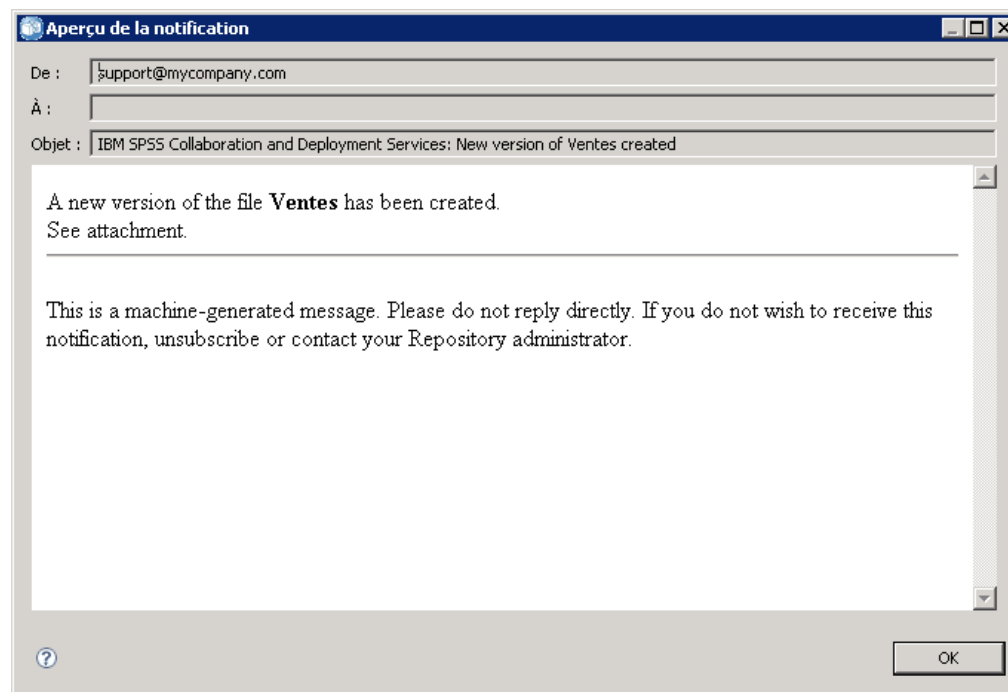 Aperçu de la notification
De : support@mycompany.com
À :
Objet : IBM SPSS Collaboration and Deployment Services: New version of Ventes created
A new version of the file Ventes has been created.
See attachment.
This is a machine-generated message. Please do not reply directly. If you do not wish to receive this
notification, unsubscribe or contact your Repository administrator.
?
OK